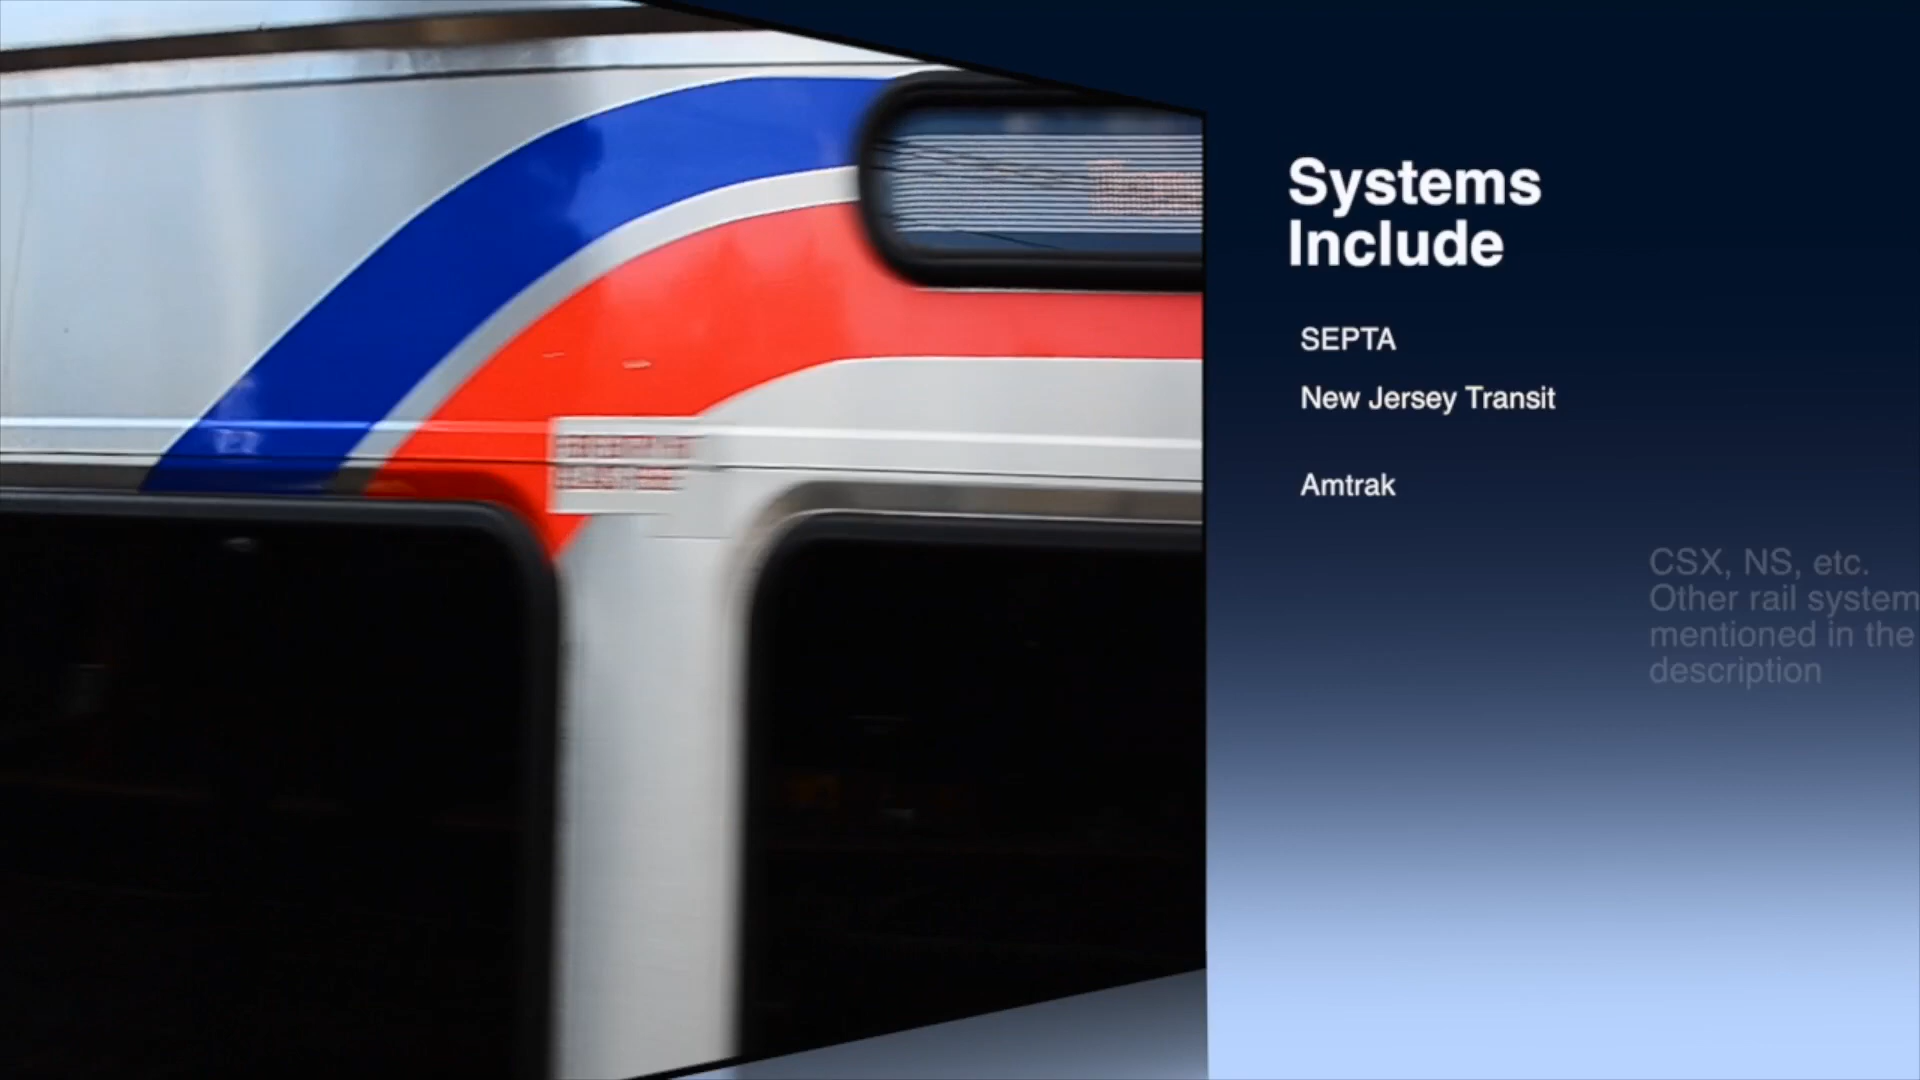 Systems
Include
SEPTA
New Jersey Transit
Amtrak
CSX, NS, etc.
Other rail system
mentioned in the
description